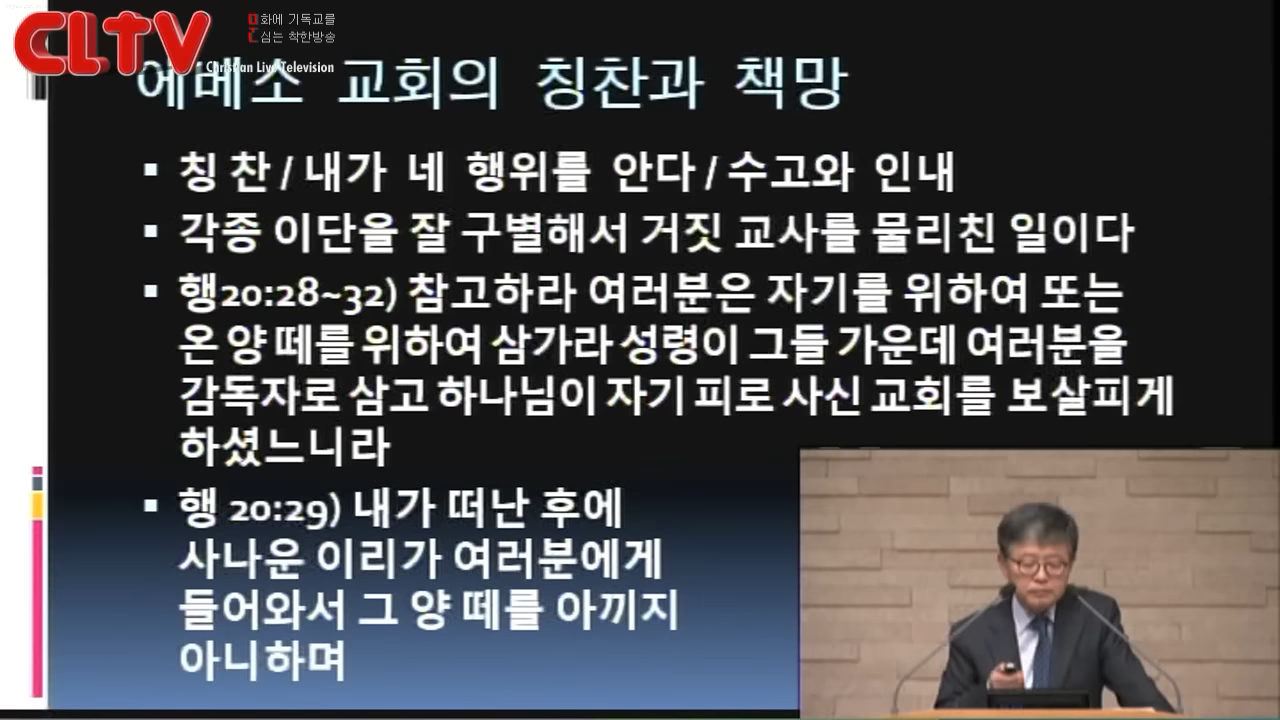 CLTV
문화에 기독교를
심는 착한방송
Christian Live Television
에베소 교회의 칭찬과 책망
칭 찬 / 내가 네 행위를 안다 / 수고와 인내
각종 이단을 잘 구별해서 거짓 교사를 물리친 일이다
행20:28~32) 참고하라 여러분은 자기를 위하여 또는
온 양 떼를 위하여 삼가라 성령이 그들 가운데 여러분을
감독자로 삼고 하나님이 자기 피로 사신 교회를 보살피게
하셨느니라
행 20:29) 내가 떠난 후에
사나운 이리가 여러분에게
들어와서 그 양 떼를 아끼지
아니하며